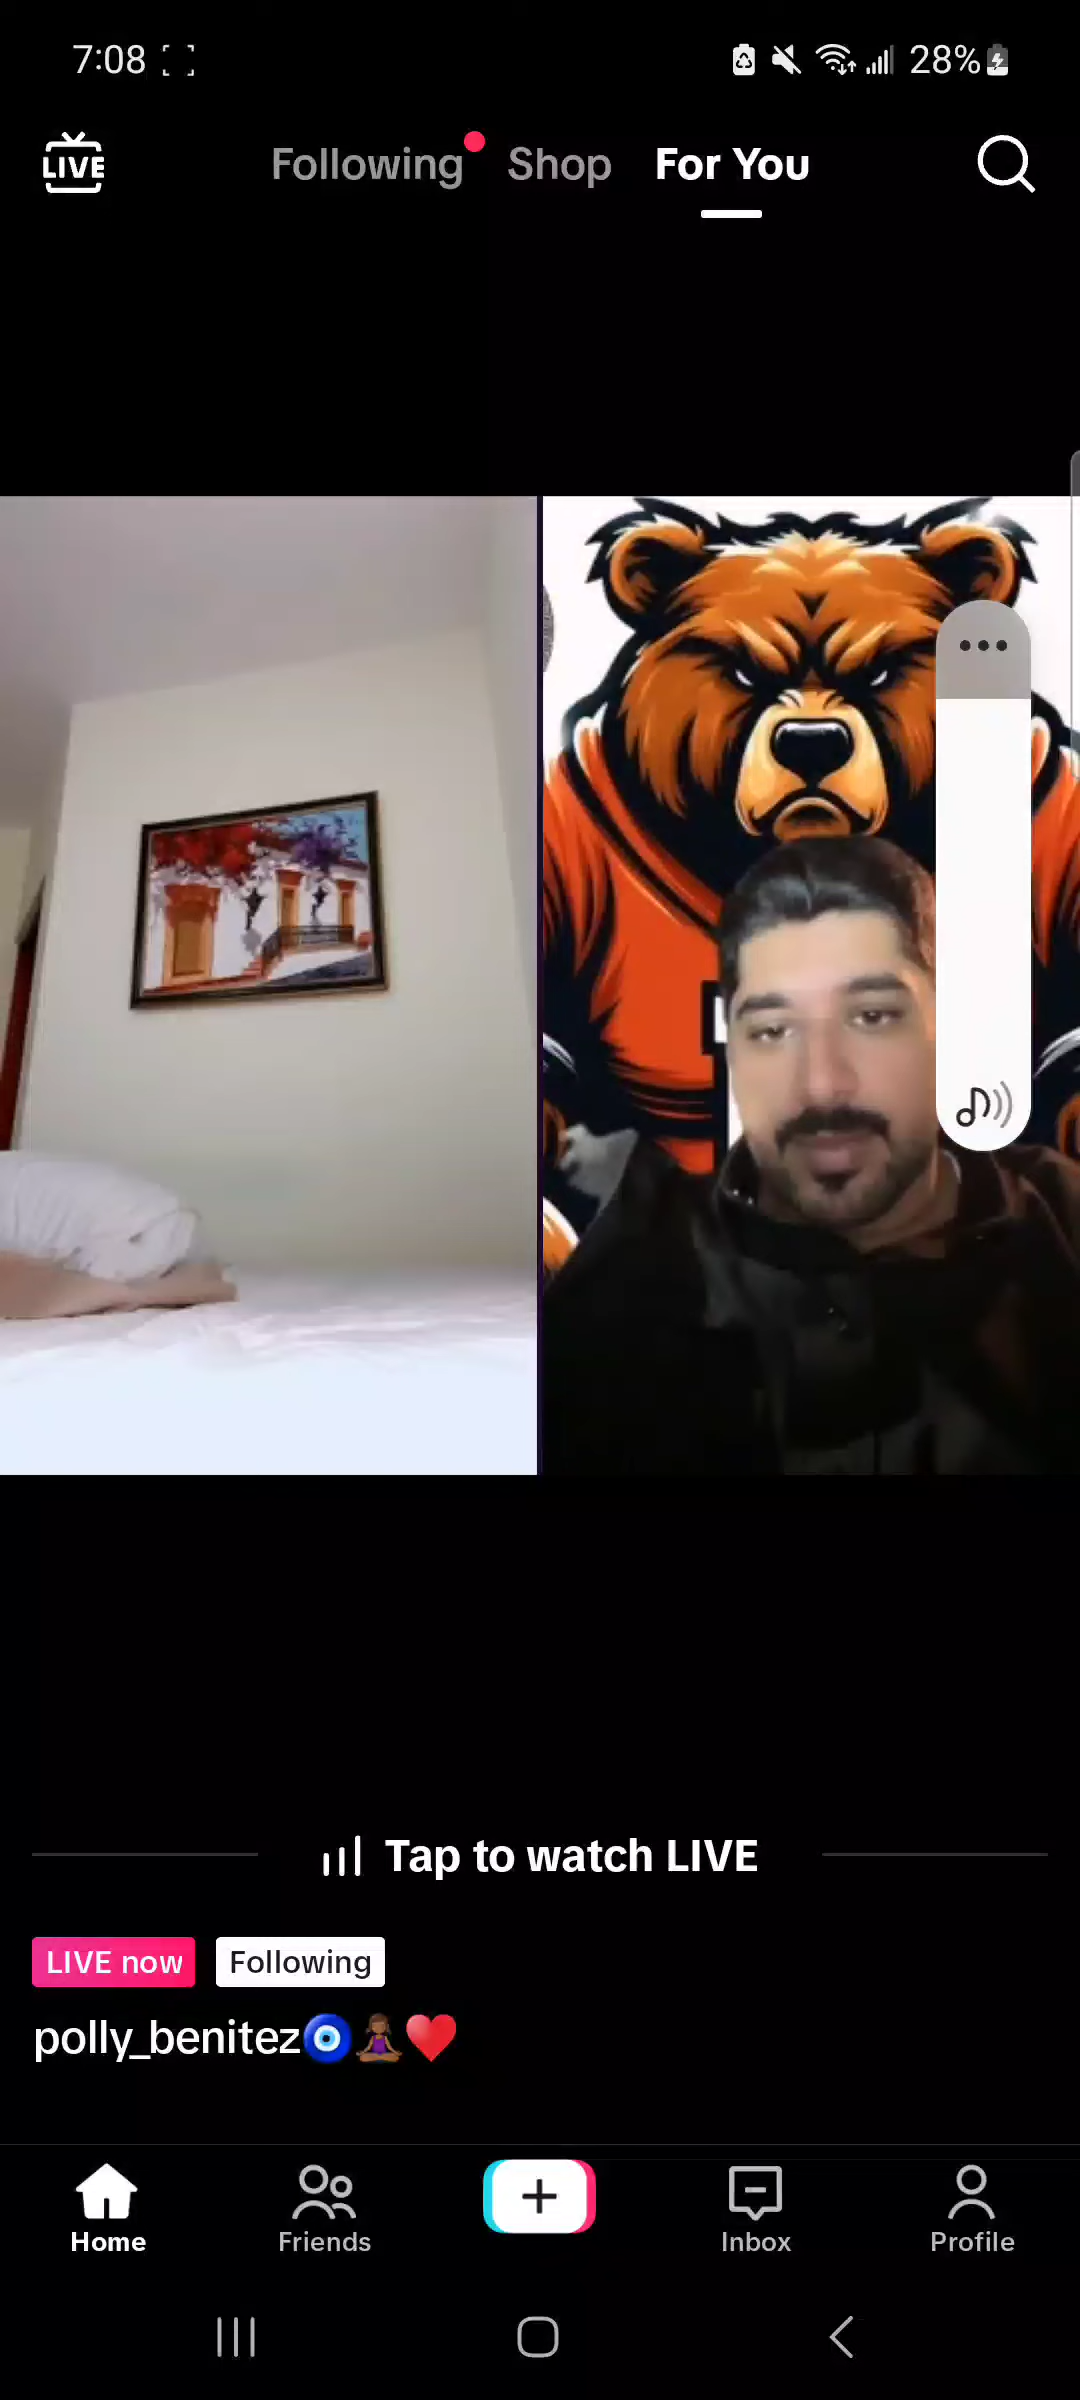 7:08 28%
LIVE Following Shop For You
Tap to watch LIVE
LIVE now Following
polly_benitez🧿🧘🏾‍♀️❤️
Home Friends Inbox Profile